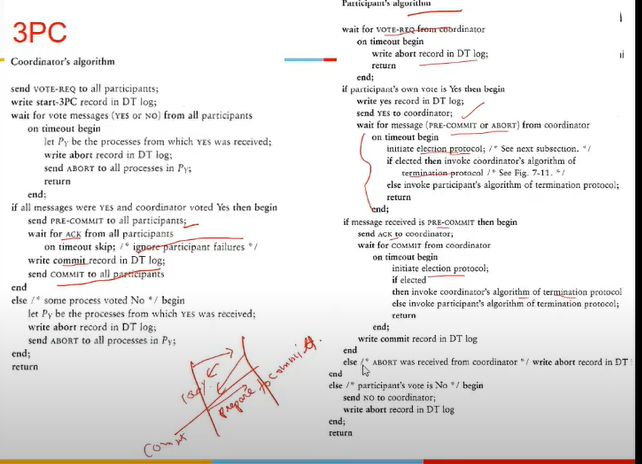 3PC
Coordinator's algorithm
send VOTE-REQ to all participants;
write start-3PC record in DT log;
wait for vote messages (YES or NO) from all participants
on timeout begin
let Py be the processes from which YES was received;
write abort record in DT log;
send ABORT to all processes in Py;
return
end;
if all messages were YES and coordinator voted Yes then begin
send PRE-COMMIT to all participants;
wait for ACK from all participants
on timeout skip; /* ignore participant failures */
write commit record in DT log;
send COMMIT to all participants
end
else /* some process voted No */ begin
let Py be the processes from which YES was received;
write abort record in DT log;
send ABORT to all processes in Py;
end;
return
Participant's algorithm
wait for VOTE-REQ from coordinator
on timeout begin
write abort record in DT log;
return
end;
if participant's own vote is Yes then begin
write yes record in DT log;
send YES to coordinator;
wait for message (PRE-COMMIT or ABORT) from coordinator
on timeout begin
initiate election protocol; /* See next subsection. */
if elected then invoke coordinator's algorithm of
termination protocol /* See Fig. 7-11. */
else invoke participant's algorithm of termination protocol;
return
end;
if message received is PRE-COMMIT then begin
send ACK to coordinator;
wait for COMMIT from coordinator
on timeout begin
initiate election protocol;
if elected
then invoke coordinator's algorithm of termination protocol
else invoke participant's algorithm of termination protocol;
return
end;
write commit record in DT log
end
else /* ABORT was received from coordinator */ write abort record in DT
end
else /* participant's vote is No */ begin
send NO to coordinator;
write abort record in DT log
end;
return
prepare to commit
Commit